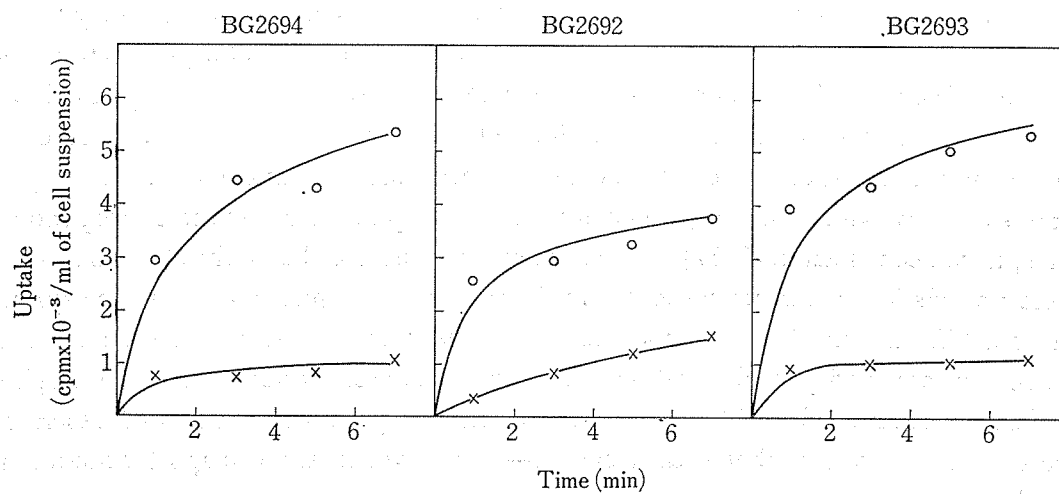 BG2694
BG2692
.BG2693
Uptake
(cpmx10⁻³/ml of cell suspension)
6
5
4
3
2
1
2 4 6
2 4 6
2 4 6
Time (min)